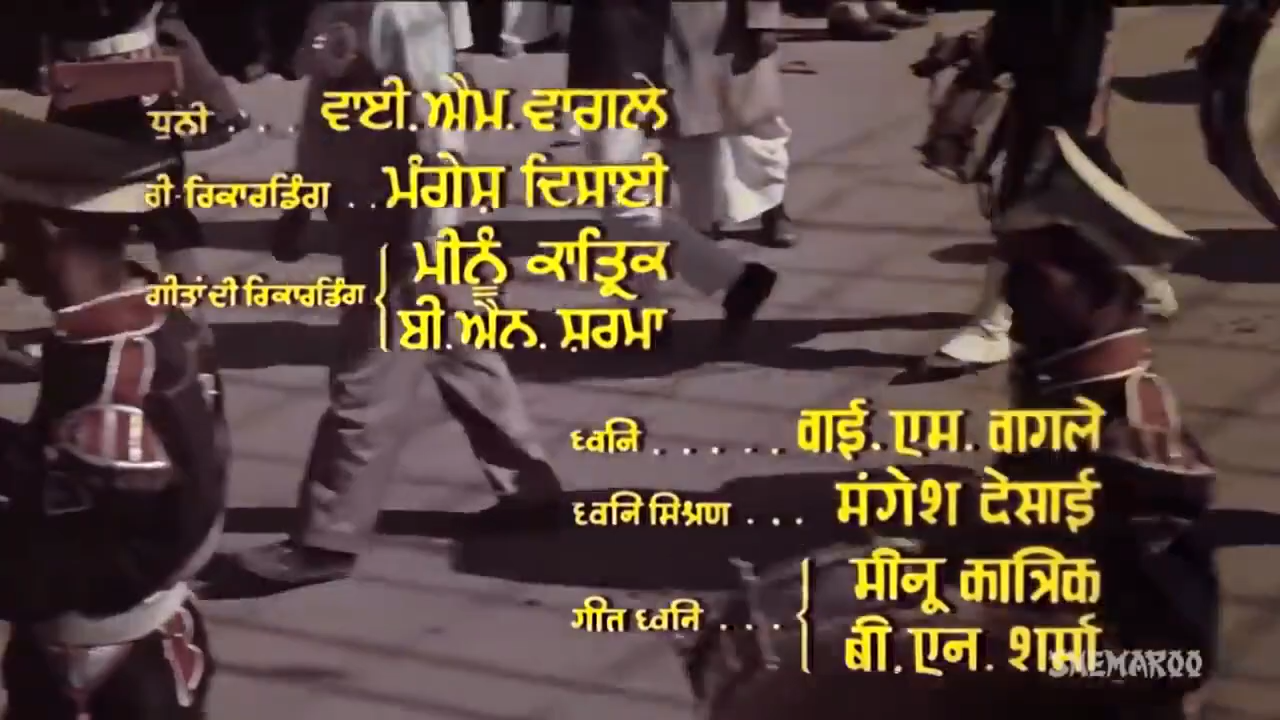 ਧੁਨੀ . . . ਵਾਈ.ਐਮ.ਵਾਗਲੇ
ਰੀ-ਰਿਕਾਰਡਿੰਗ . . ਮੰਗੇਸ਼ ਦਿਸਾਈ
ਗੀਤਾਂ ਦੀ ਰਿਕਾਰਡਿੰਗ { ਮੀਨੂੰ ਕਾਤ੍ਰਿਕ
ਬੀ.ਐਨ. ਸ਼ਰਮਾ
ध्वनि . . . . . . वाई.एम. वागले
ध्वनि मिश्रण . . . मंगेश देसाई
गीत ध्वनि . . . . { मीनू कात्रिक
बी.एन. शर्मा
SHEMAROO